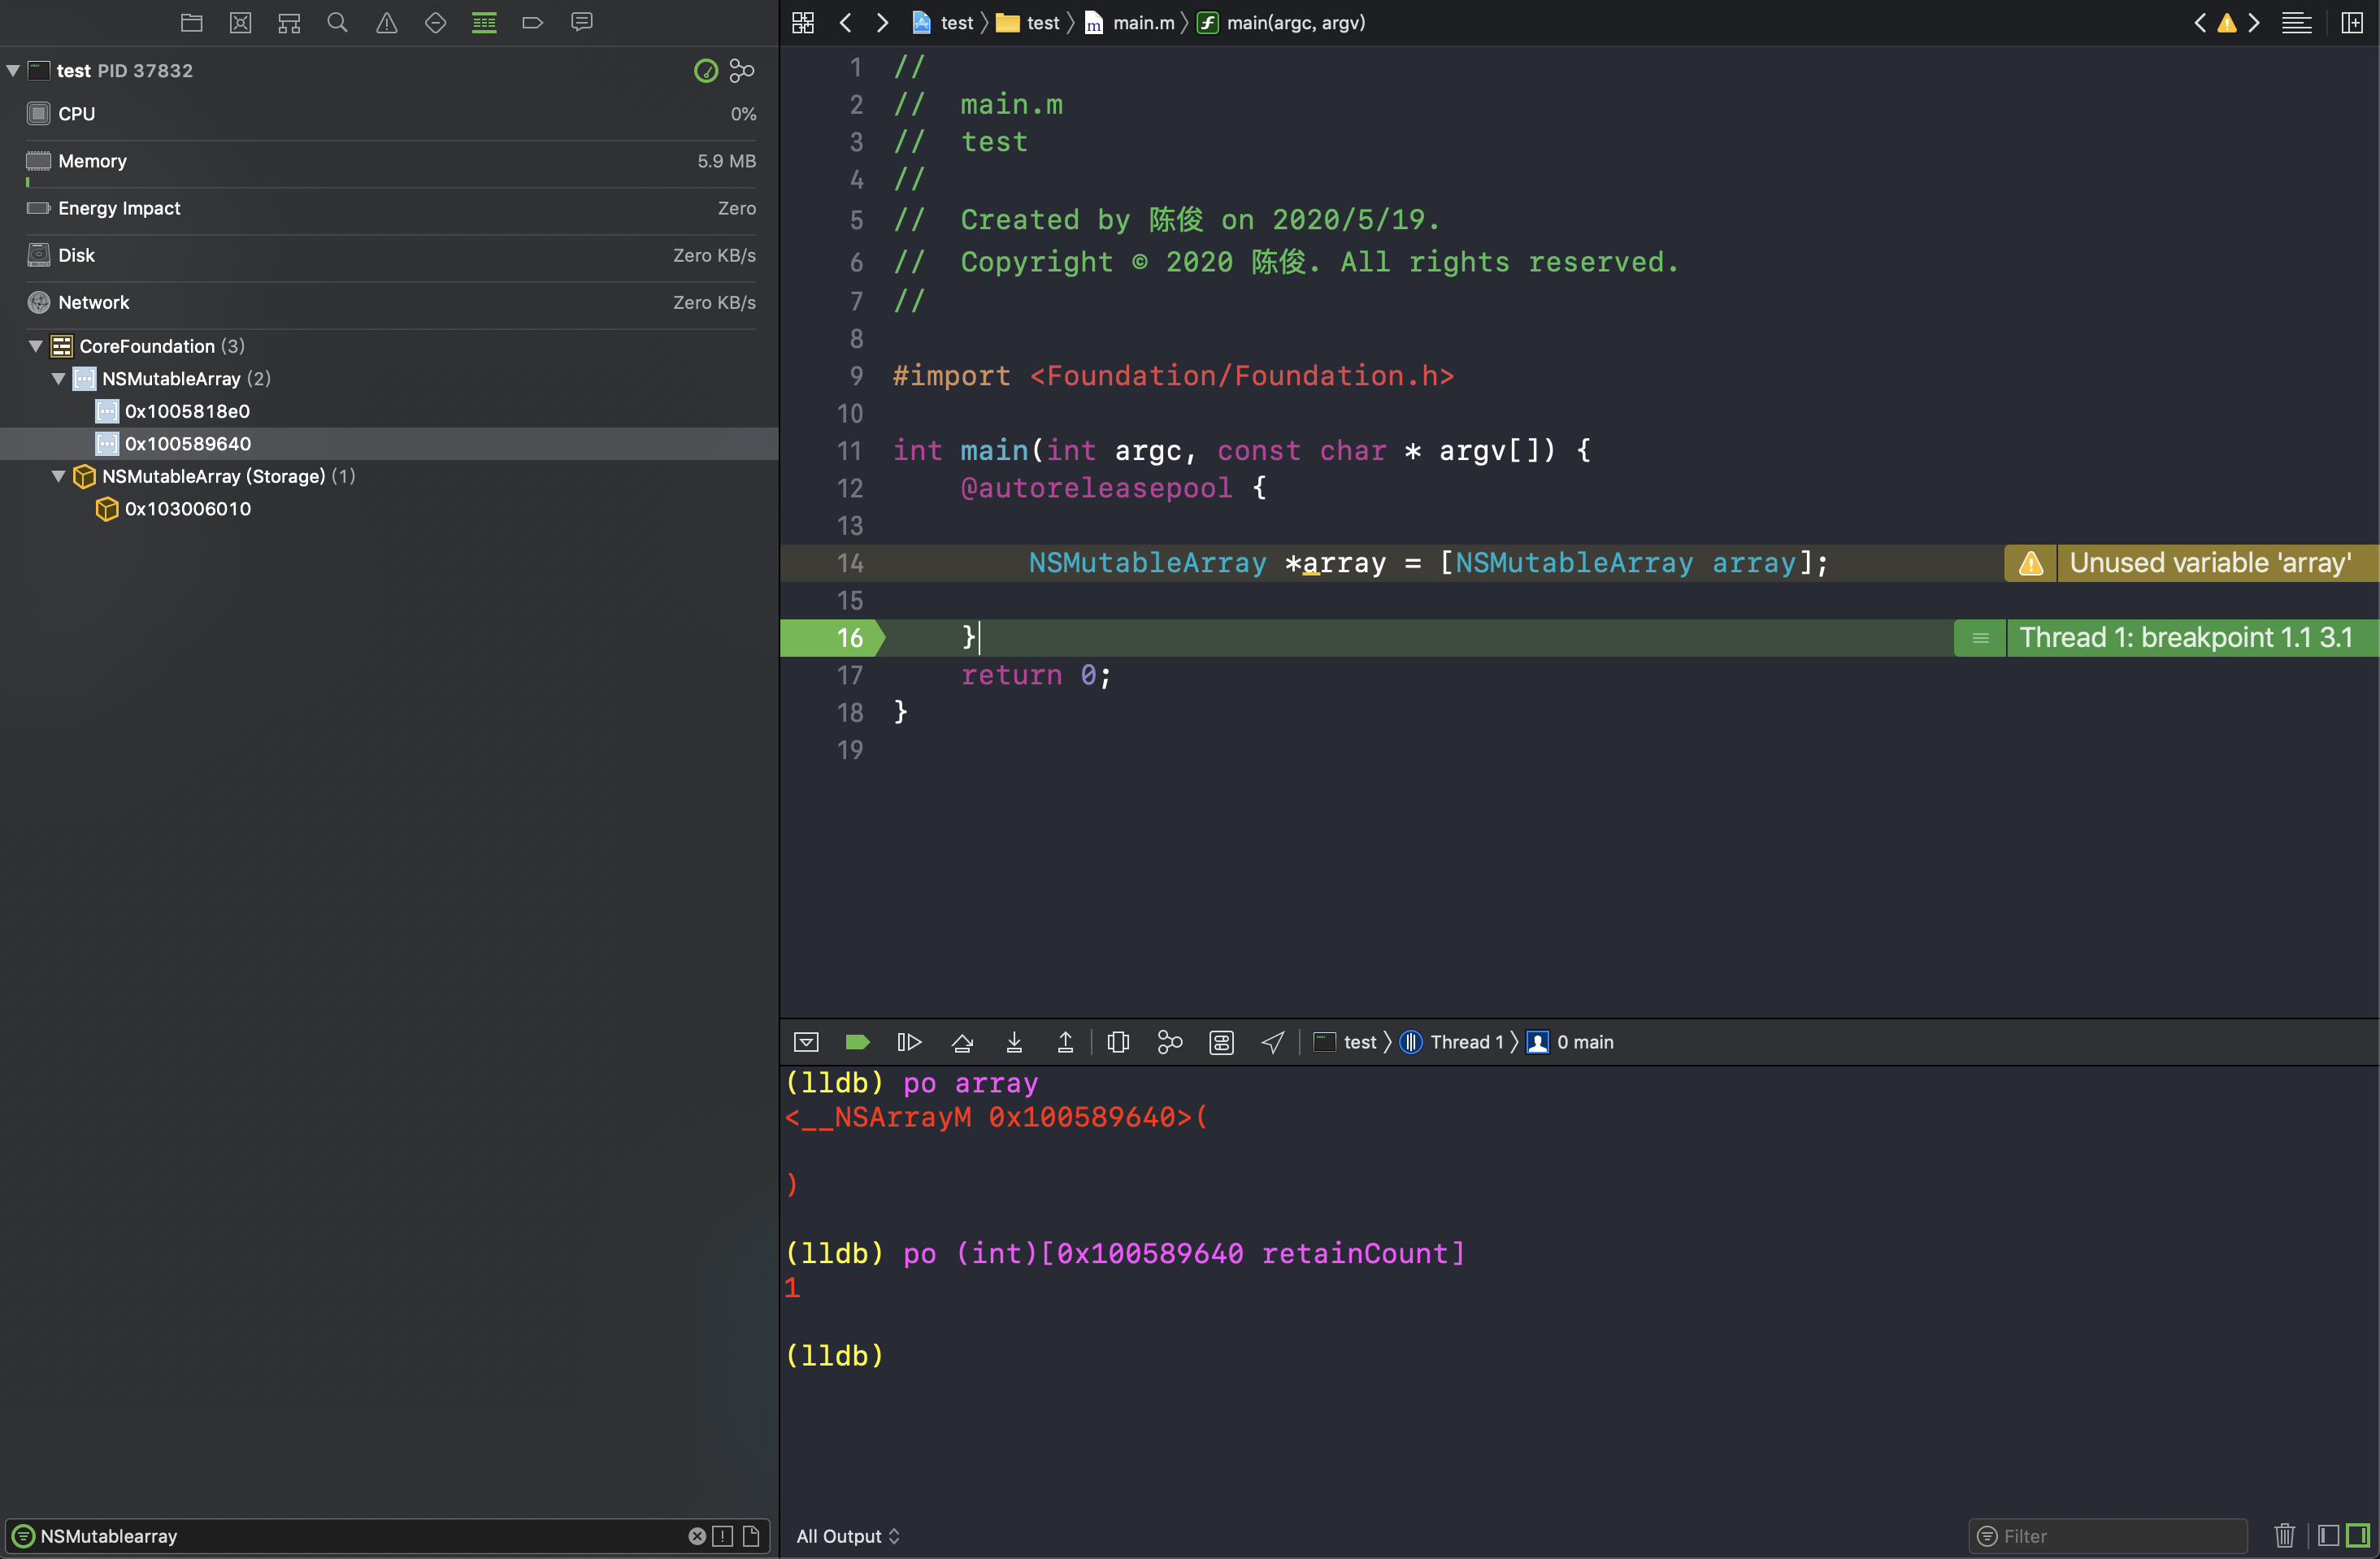 test PID 37832
CPU 0%
Memory 5.9 MB
Energy Impact Zero
Disk Zero KB/s
Network Zero KB/s
CoreFoundation (3)
NSMutableArray (2)
0x1005818e0
0x100589640
NSMutableArray (Storage) (1)
0x103006010
NSMutablearray
test test main.m main(argc, argv)
1 //
2 //  main.m
3 //  test
4 //
5 //  Created by 陈俊 on 2020/5/19.
6 //  Copyright © 2020 陈俊. All rights reserved.
7 //
8
9 #import <Foundation/Foundation.h>
10
11 int main(int argc, const char * argv[]) {
12     @autoreleasepool {
13
14         NSMutableArray *array = [NSMutableArray array]; Unused variable 'array'
15
16     } Thread 1: breakpoint 1.1 3.1
17     return 0;
18 }
19
test Thread 1 0 main
(lldb) po array
<__NSArrayM 0x100589640>(
)
(lldb) po (int)[0x100589640 retainCount]
1
(lldb)
All Output Filter